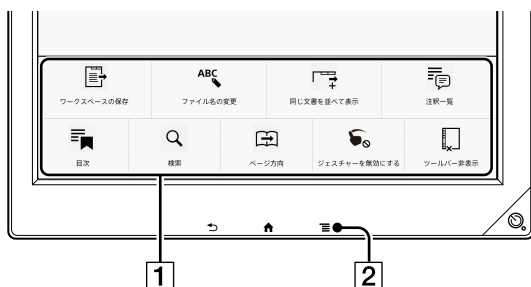 ABC
ワークスペースの保存
ファイル名の変更
同じ文書を並べて表示
注釈一覧
目次
検索
ページ方向
ジェスチャーを無効にする
ツールバー非表示
1
2